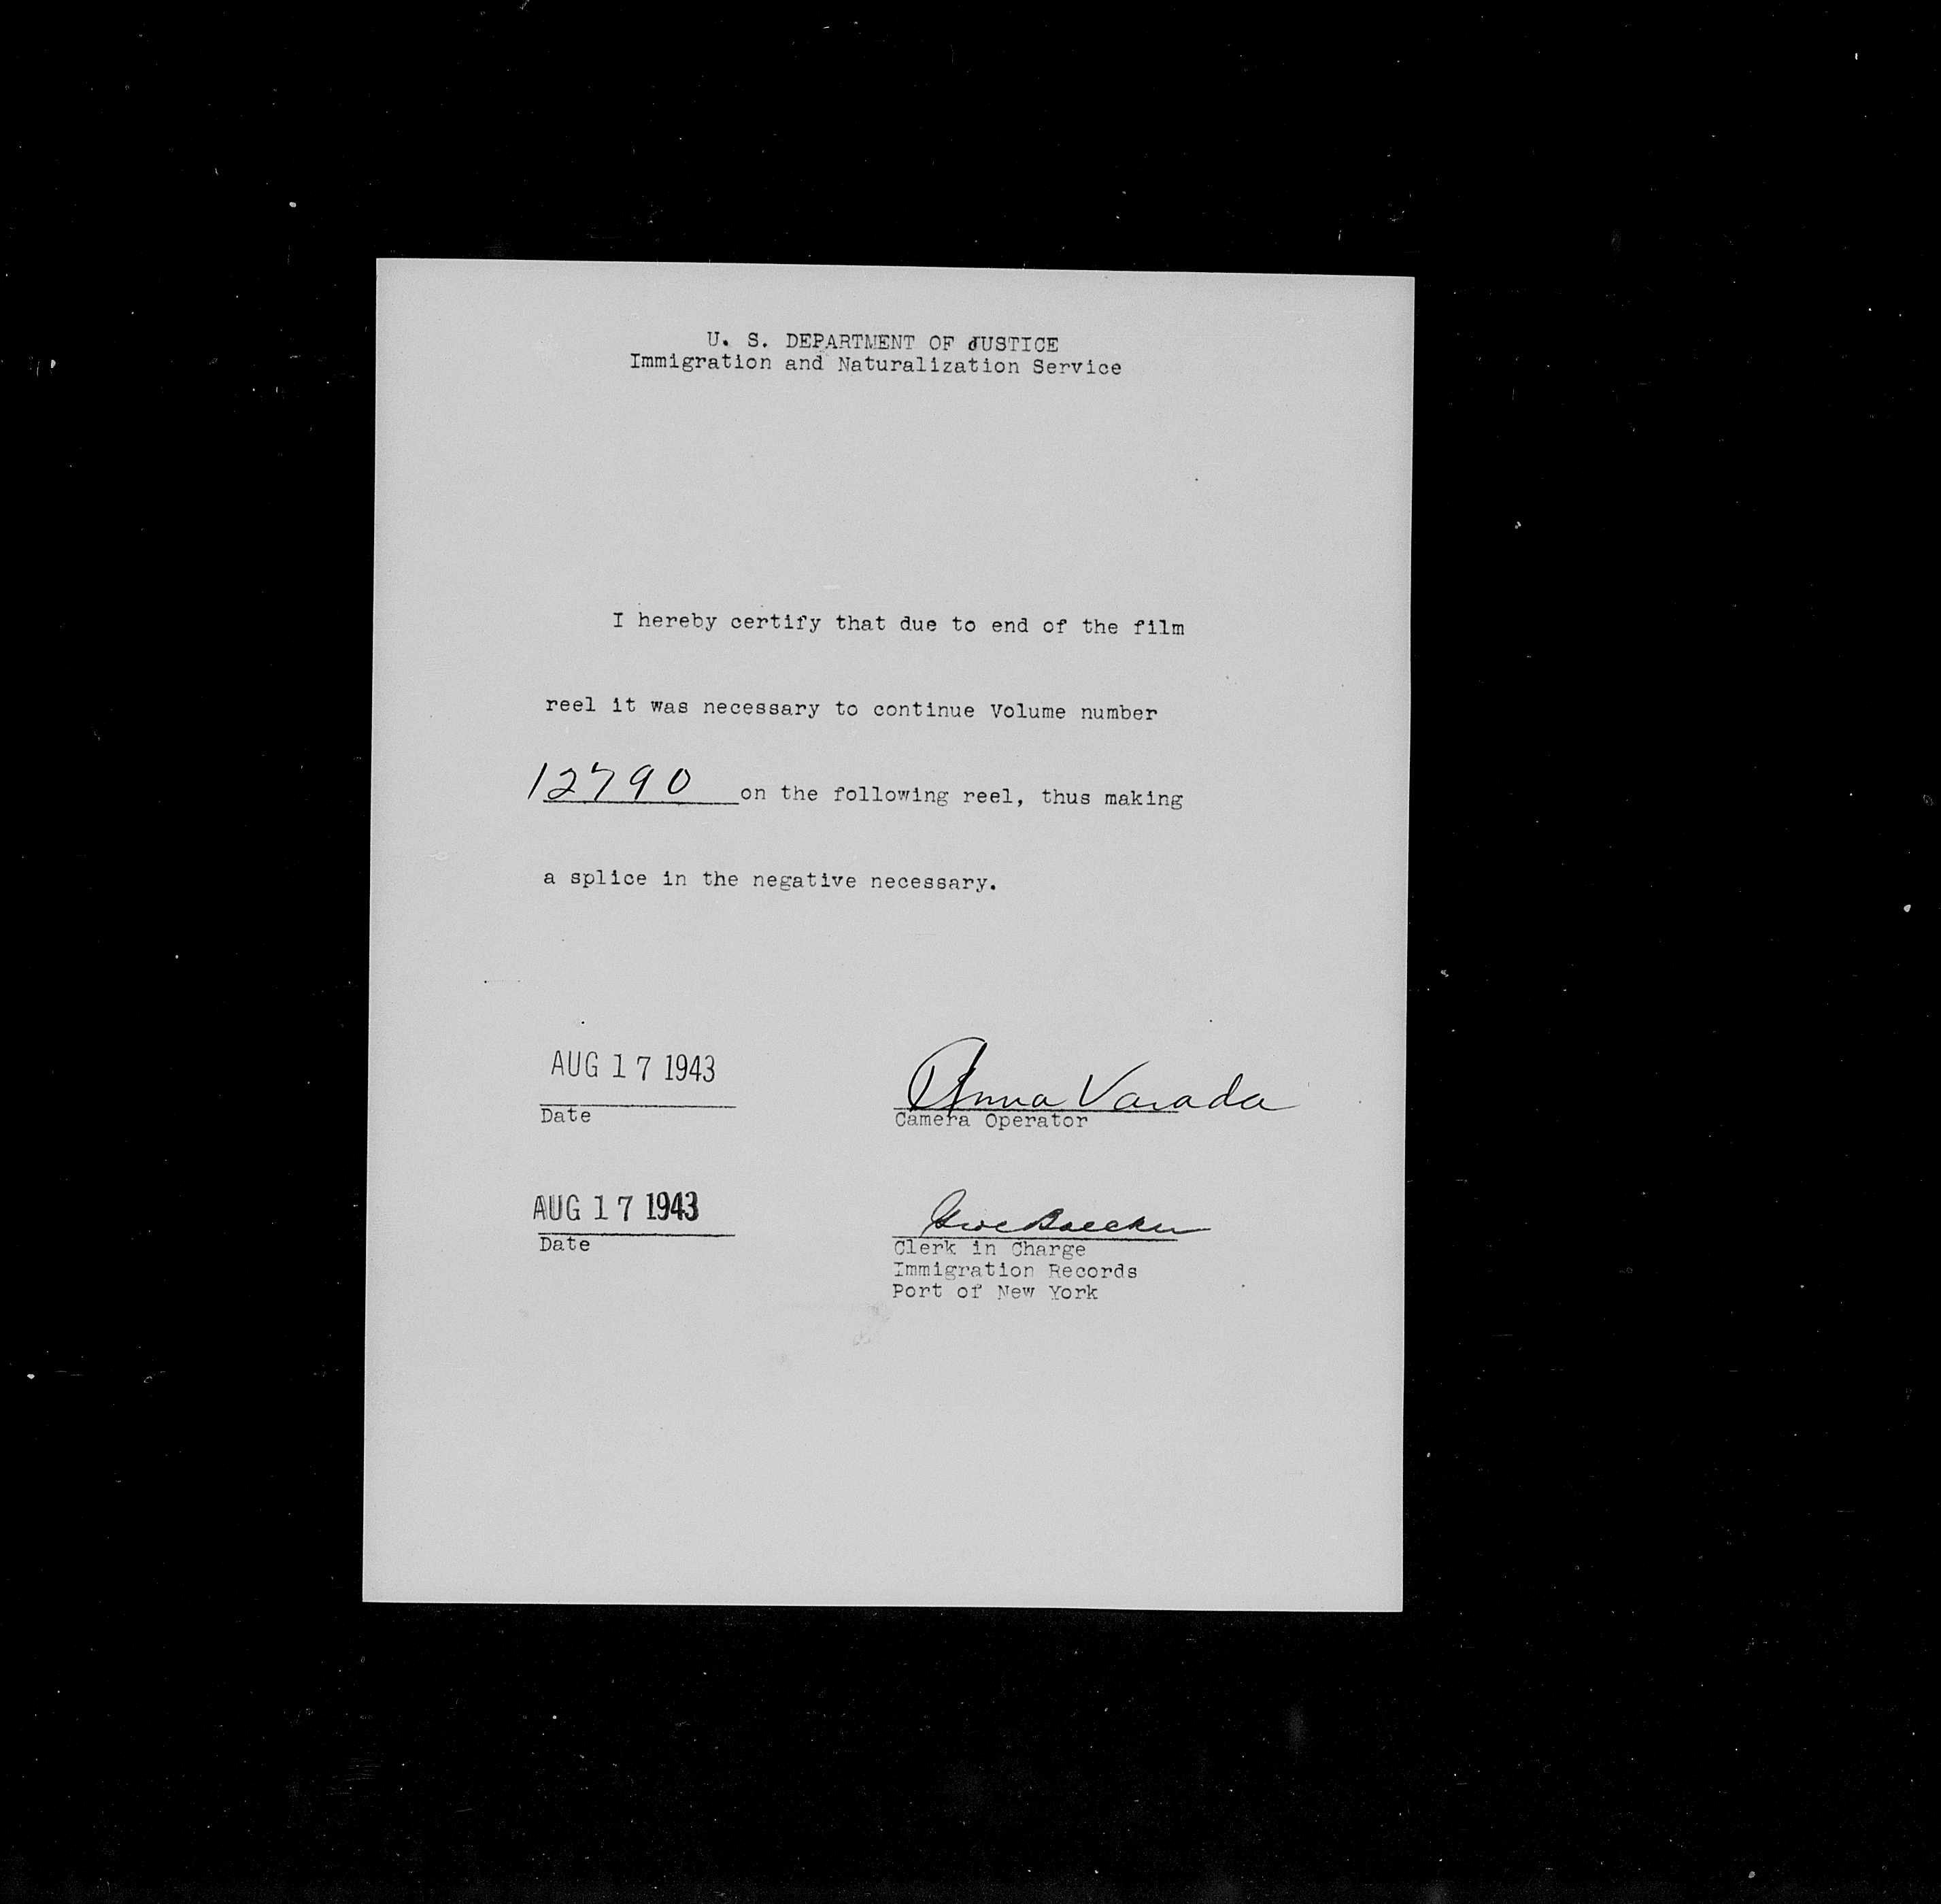 U. S. DEPARTMENT OF JUSTICE
Immigration and Naturalization Service
I hereby certify that due to end of the film
reel it was necessary to continue Volume number
12790 on the following reel, thus making
a splice in the negative necessary.
AUG 17 1943
Anna Varada
Date
Camera Operator
AUG 17 1943
Date
Clerk in Charge
Immigration Records
Port of New York